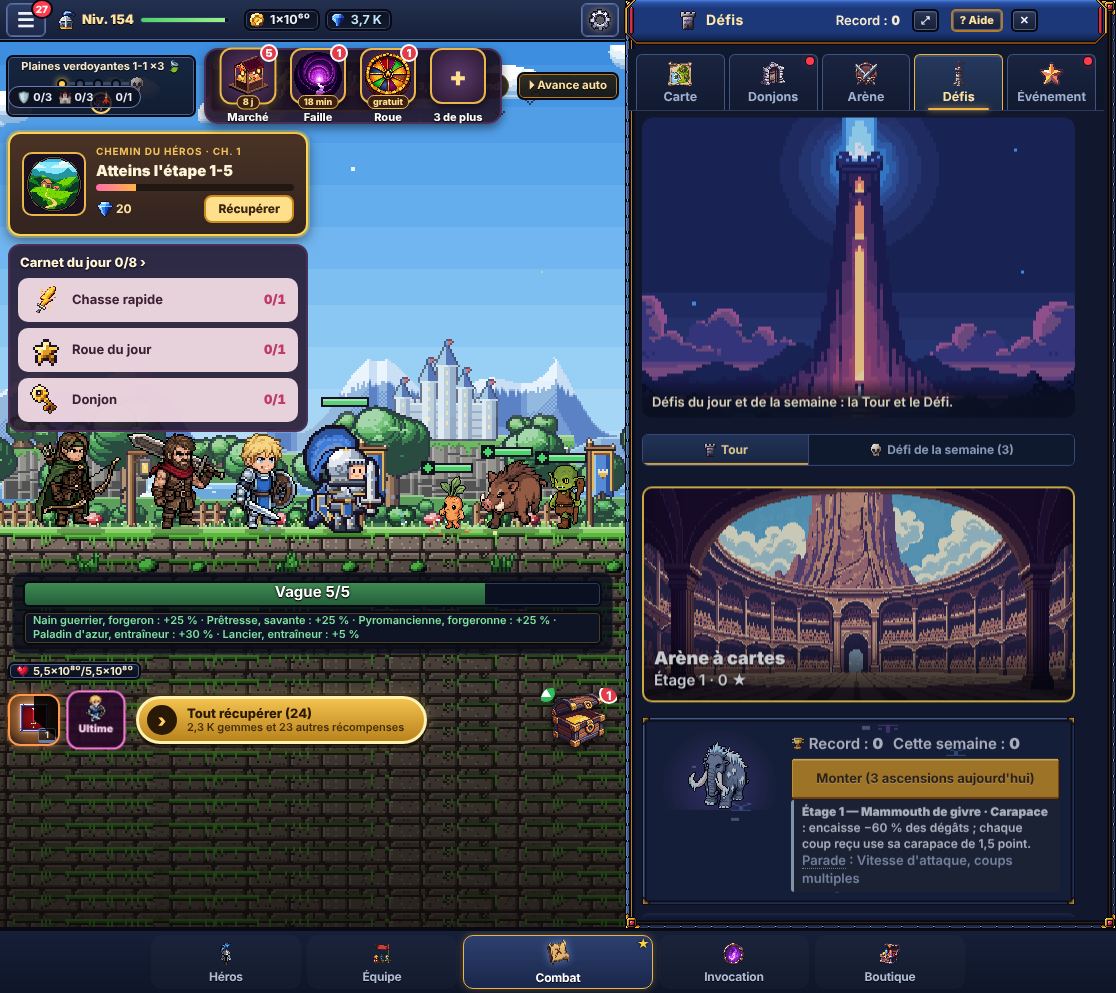 27
Niv. 154
1×10⁶⁰
3,7 K
Plaines verdoyantes 1-1 ×3
0/3 0/3 0/1
5
8 j
Marché
1
18 min
Faille
1
gratuit
Roue
+
3 de plus
Avance auto
CHEMIN DU HÉROS · CH. 1
Atteins l'étape 1-5
20
Récupérer
Carnet du jour 0/8 ›
Chasse rapide 0/1
Roue du jour 0/1
Donjon 0/1
Vague 5/5
Nain guerrier, forgeron : +25 % · Prêtresse, savante : +25 % · Pyromancienne, forgeronne : +25 % ·
Paladin d'azur, entraîneur : +30 % · Lancier, entraîneur : +5 %
5,5×10⁸⁰/5,5×10⁸⁰
1
Ultime
Tout récupérer (24)
2,3 K gemmes et 23 autres récompenses
1
Défis
Record : 0
? Aide
×
Carte
Donjons
Arène
Défis
Événement
Défis du jour et de la semaine : la Tour et le Défi.
Tour
Défi de la semaine (3)
Arène à cartes
Étage 1 · 0 ★
Record : 0 Cette semaine : 0
Monter (3 ascensions aujourd'hui)
Étage 1 — Mammouth de givre · Carapace
: encaisse −60 % des dégâts ; chaque
coup reçu use sa carapace de 1,5 point.
Parade : Vitesse d'attaque, coups
multiples
Héros
Équipe
Combat
Invocation
Boutique